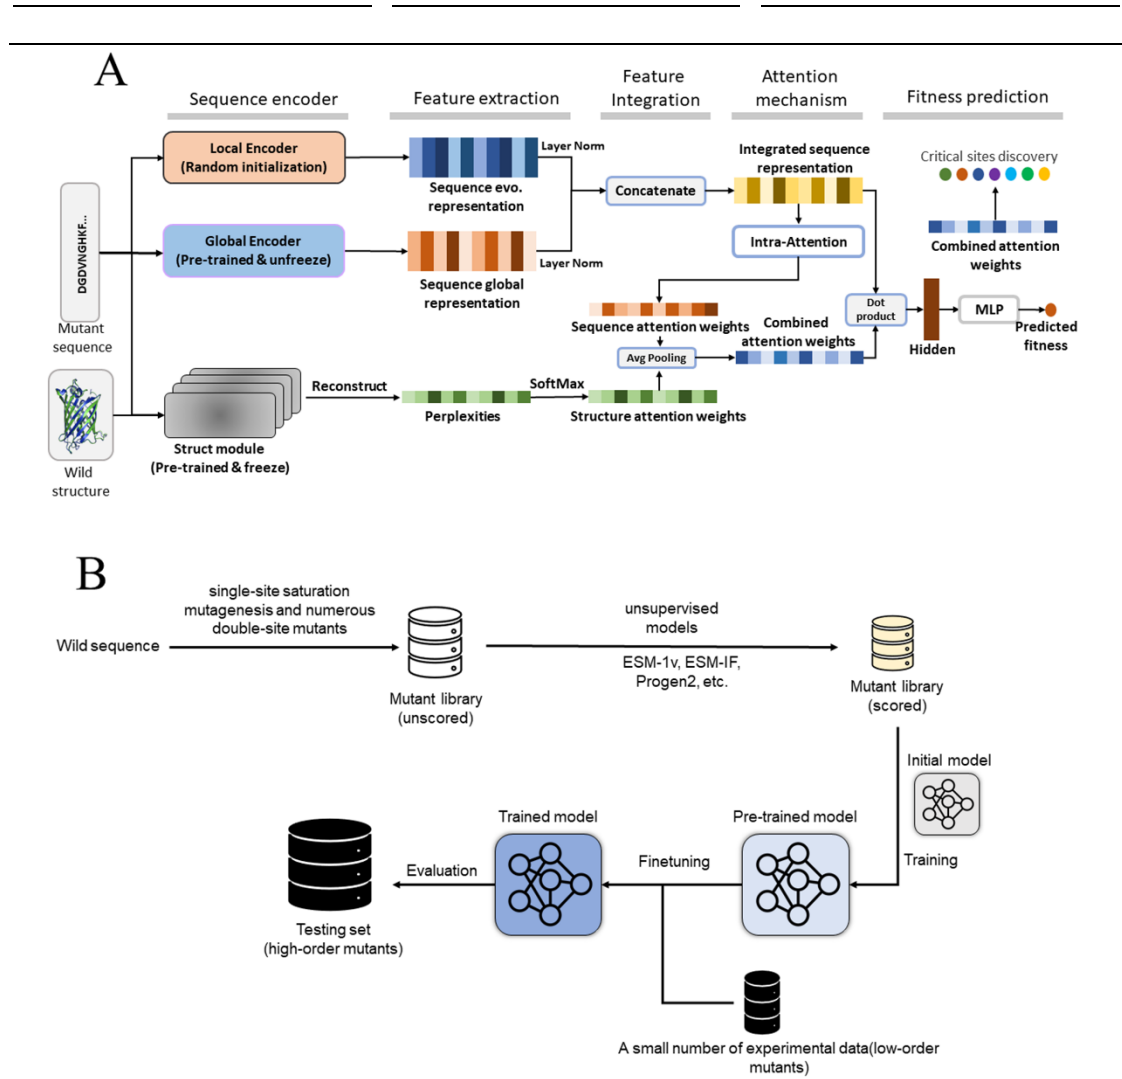 A
Sequence encoder
Feature extraction
Feature
Integration
Attention
mechanism
Fitness prediction
Local Encoder
(Random initialization)
Layer Norm
Sequence evo.
representation
Concatenate
Integrated sequence
representation
Critical sites discovery
DGDVNGHKF...
Mutant
sequence
Global Encoder
(Pre-trained & unfreeze)
Layer Norm
Sequence global
representation
Intra-Attention
Combined attention
weights
Sequence attention weights
Avg Pooling
Combined
attention weights
Dot
product
Hidden
MLP
Predicted
fitness
Wild
structure
Struct module
(Pre-trained & freeze)
Reconstruct
Perplexities
SoftMax
Structure attention weights
B
Wild sequence
single-site saturation
mutagenesis and numerous
double-site mutants
Mutant library
(unscored)
unsupervised
models
ESM-1v, ESM-IF,
Progen2, etc.
Mutant library
(scored)
Initial model
Training
Pre-trained model
Finetuning
Trained model
Evaluation
Testing set
(high-order mutants)
A small number of experimental data(low-order
mutants)